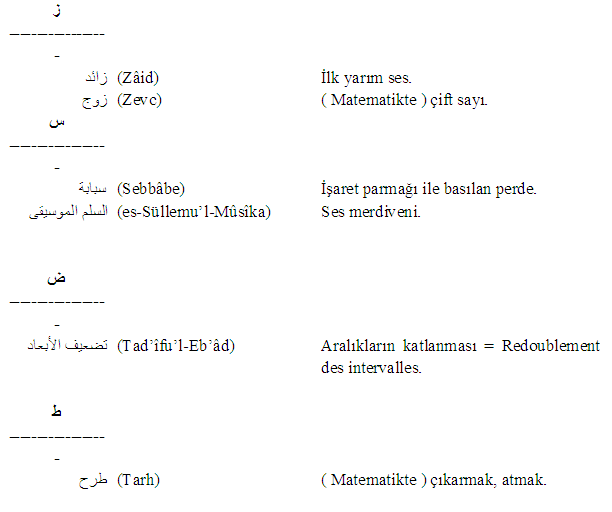 ز
--------------------
-
زائد (Zâid) İlk yarım ses.
زوج (Zevc) ( Matematikte ) çift sayı.
س
--------------------
-
سبابة (Sebbâbe) İşaret parmağı ile basılan perde.
السلم الموسيقى (es-Süllemu’l-Mûsîka) Ses merdiveni.
ض
--------------------
-
تضعيف الأبعاد (Tad’îfu’l-Eb’âd) Aralıkların katlanması = Redoublement
des intervalles.
ط
--------------------
-
طرح (Tarh) ( Matematikte ) çıkarmak, atmak.